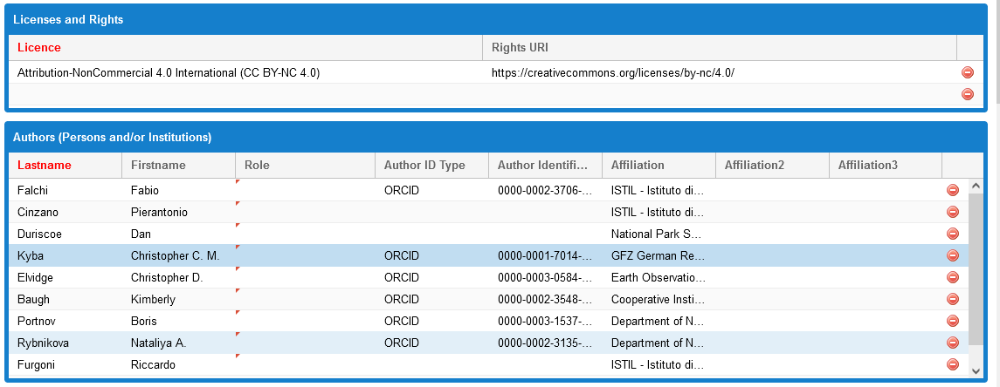 Licenses and Rights
Licence Rights URI
Attribution-NonCommercial 4.0 International (CC BY-NC 4.0) https://creativecommons.org/licenses/by-nc/4.0/
Authors (Persons and/or Institutions)
Lastname Firstname Role Author ID Type Author Identifi... Affiliation Affiliation2 Affiliation3
Falchi Fabio ORCID 0000-0002-3706-... ISTIL - Istituto di...
Cinzano Pierantonio ISTIL - Istituto di...
Duriscoe Dan National Park S...
Kyba Christopher C. M. ORCID 0000-0001-7014-... GFZ German Re...
Elvidge Christopher D. ORCID 0000-0003-0584-... Earth Observatio...
Baugh Kimberly ORCID 0000-0002-3548-... Cooperative Insti...
Portnov Boris ORCID 0000-0003-1537-... Department of N...
Rybnikova Nataliya A. ORCID 0000-0002-3135-... Department of N...
Furgoni Riccardo ISTIL - Istituto di...